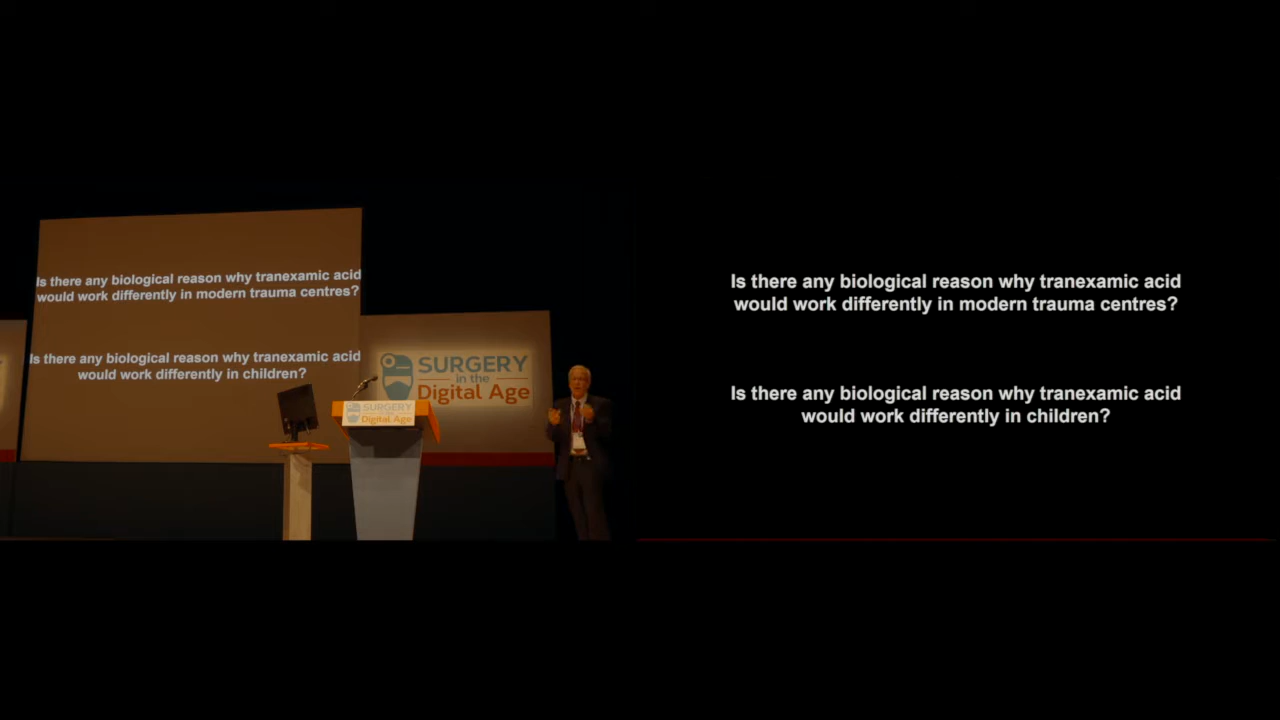 Is there any biological reason why tranexamic acid
would work differently in modern trauma centres?
Is there any biological reason why tranexamic acid
would work differently in children?
SURGERY
in the
Digital Age
SURGERY
Digital Age
Is there any biological reason why tranexamic acid
would work differently in modern trauma centres?
Is there any biological reason why tranexamic acid
would work differently in children?